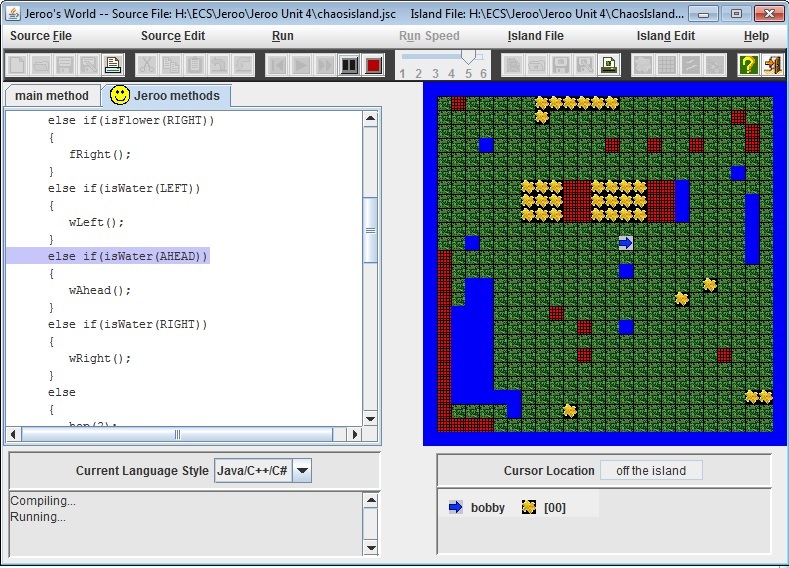 Jeroo's World -- Source File: H:\ECS\Jeroo\Jeroo Unit 4\chaosisland.jsc Island File: H:\ECS\Jeroo\Jeroo Unit 4\ChaosIsland...
Source File Source Edit Run Run Speed Island File Island Edit Help
1 2 3 4 5 6
main method Jeroo methods
else if(isFlower(RIGHT))
{
fRight();
}
else if(isWater(LEFT))
{
wLeft();
}
else if(isWater(AHEAD))
{
wAhead();
}
else if(isWater(RIGHT))
{
wRight();
}
else
{
hop(2);
Current Language Style Java/C++/C#
Cursor Location off the island
Compiling...
Running...
bobby [00]